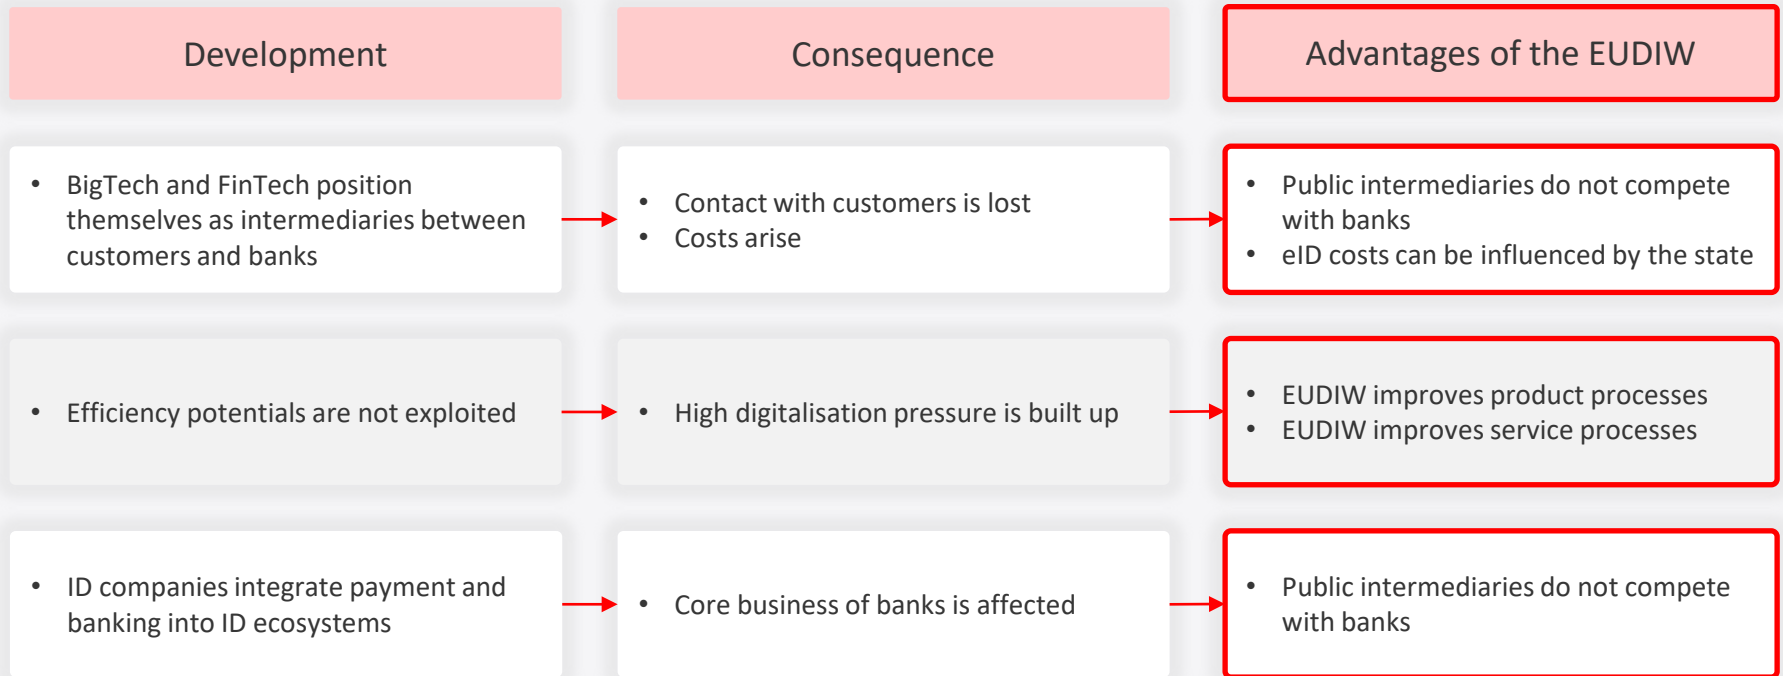 Development
Consequence
Advantages of the EUDIW
• BigTech and FinTech position
themselves as intermediaries between
customers and banks
• Contact with customers is lost
• Costs arise
• Public intermediaries do not compete
with banks
• eID costs can be influenced by the state
• Efficiency potentials are not exploited
• High digitalisation pressure is built up
• EUDIW improves product processes
• EUDIW improves service processes
• ID companies integrate payment and
banking into ID ecosystems
• Core business of banks is affected
• Public intermediaries do not compete
with banks